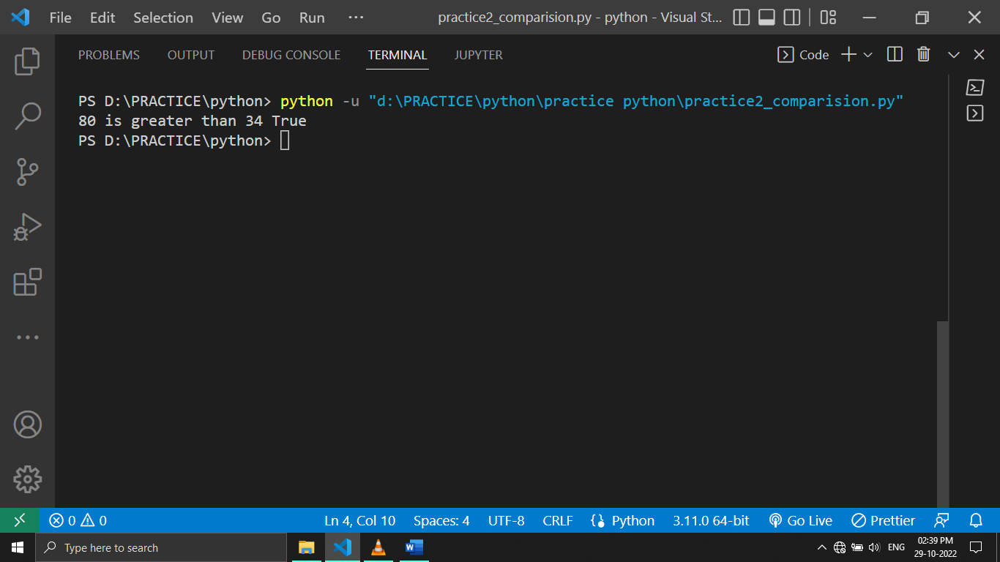 File Edit Selection View Go Run ··· practice2_comparision.py - python - Visual St...
PROBLEMS OUTPUT DEBUG CONSOLE TERMINAL JUPYTER Code
PS D:\PRACTICE\python> python -u "d:\PRACTICE\python\practice python\practice2_comparision.py"
80 is greater than 34 True
PS D:\PRACTICE\python>
0 0 Ln 4, Col 10 Spaces: 4 UTF-8 CRLF Python 3.11.0 64-bit Go Live Prettier
Type here to search ENG 02:39 PM
29-10-2022